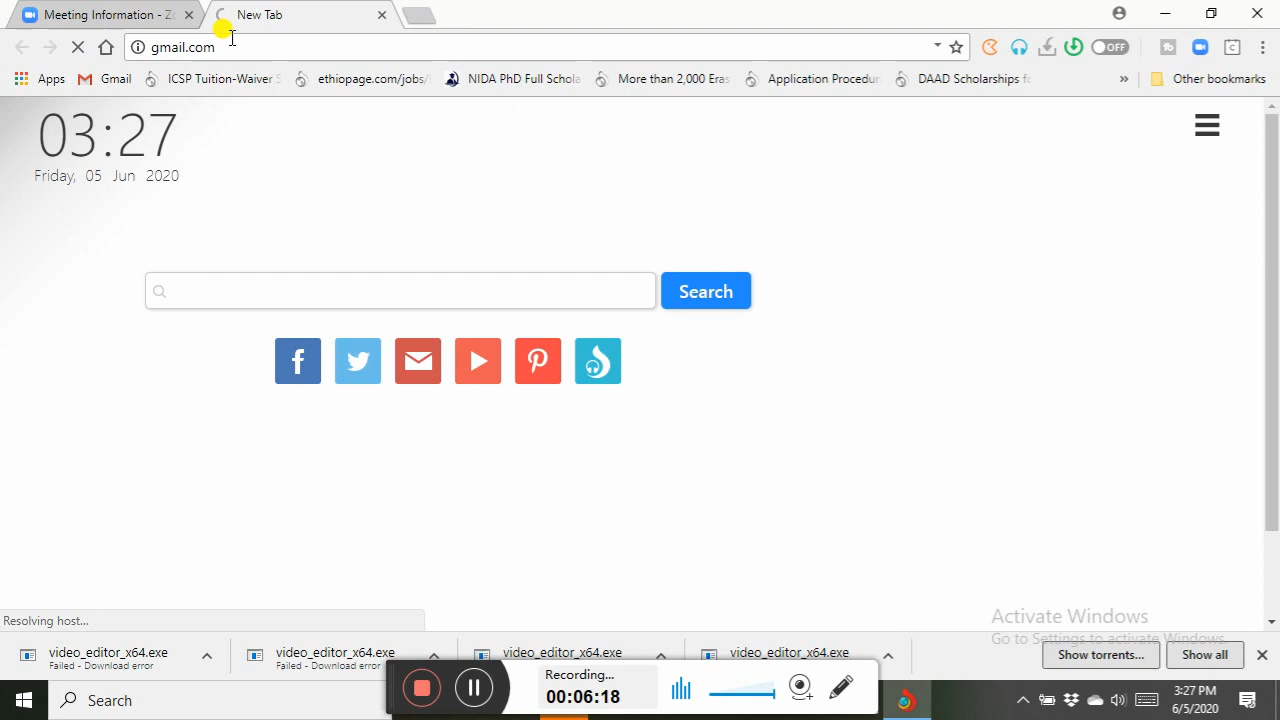 Meeting Information - Zo
New Tab
gmail.com
OFF
Apps
Gmail
ICSP Tuition-Waiver S
ethiopage.com/jobs/
NIDA PhD Full Schola
More than 2,000 Eras
Application Procedur
DAAD Scholarships fo
»
Other bookmarks
03:27
Friday, 05 Jun 2020
Search
Resolving host...
Activate Windows
Go to Settings to activate Windows.
video_editor_x64.exe
Failed - Download error
video_editor_x64.exe
Failed - Download error
video_editor_x64.exe
video_editor_x64.exe
Show torrents...
Show all
Recording...
00:06:18
Search
3:27 PM
6/5/2020